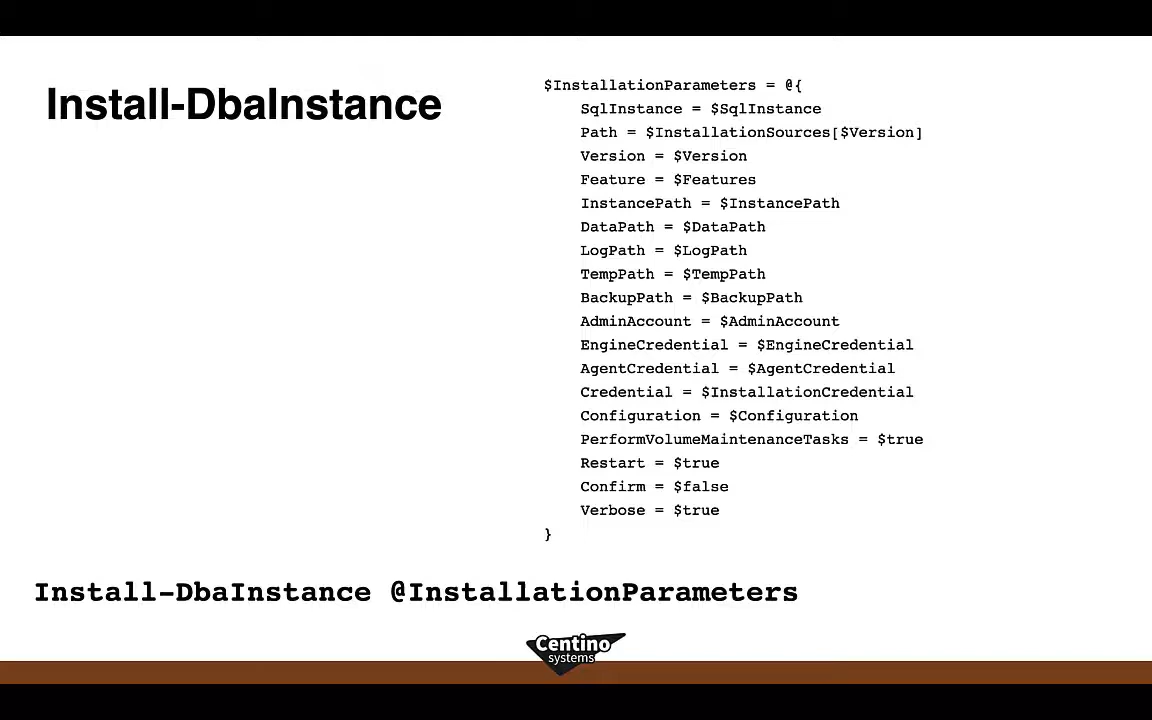 Install-DbaInstance
$InstallationParameters = @{
SqlInstance = $SqlInstance
Path = $InstallationSources[$Version]
Version = $Version
Feature = $Features
InstancePath = $InstancePath
DataPath = $DataPath
LogPath = $LogPath
TempPath = $TempPath
BackupPath = $BackupPath
AdminAccount = $AdminAccount
EngineCredential = $EngineCredential
AgentCredential = $AgentCredential
Credential = $InstallationCredential
Configuration = $Configuration
PerformVolumeMaintenanceTasks = $true
Restart = $true
Confirm = $false
Verbose = $true
}
Install-DbaInstance @InstallationParameters
Centino
systems